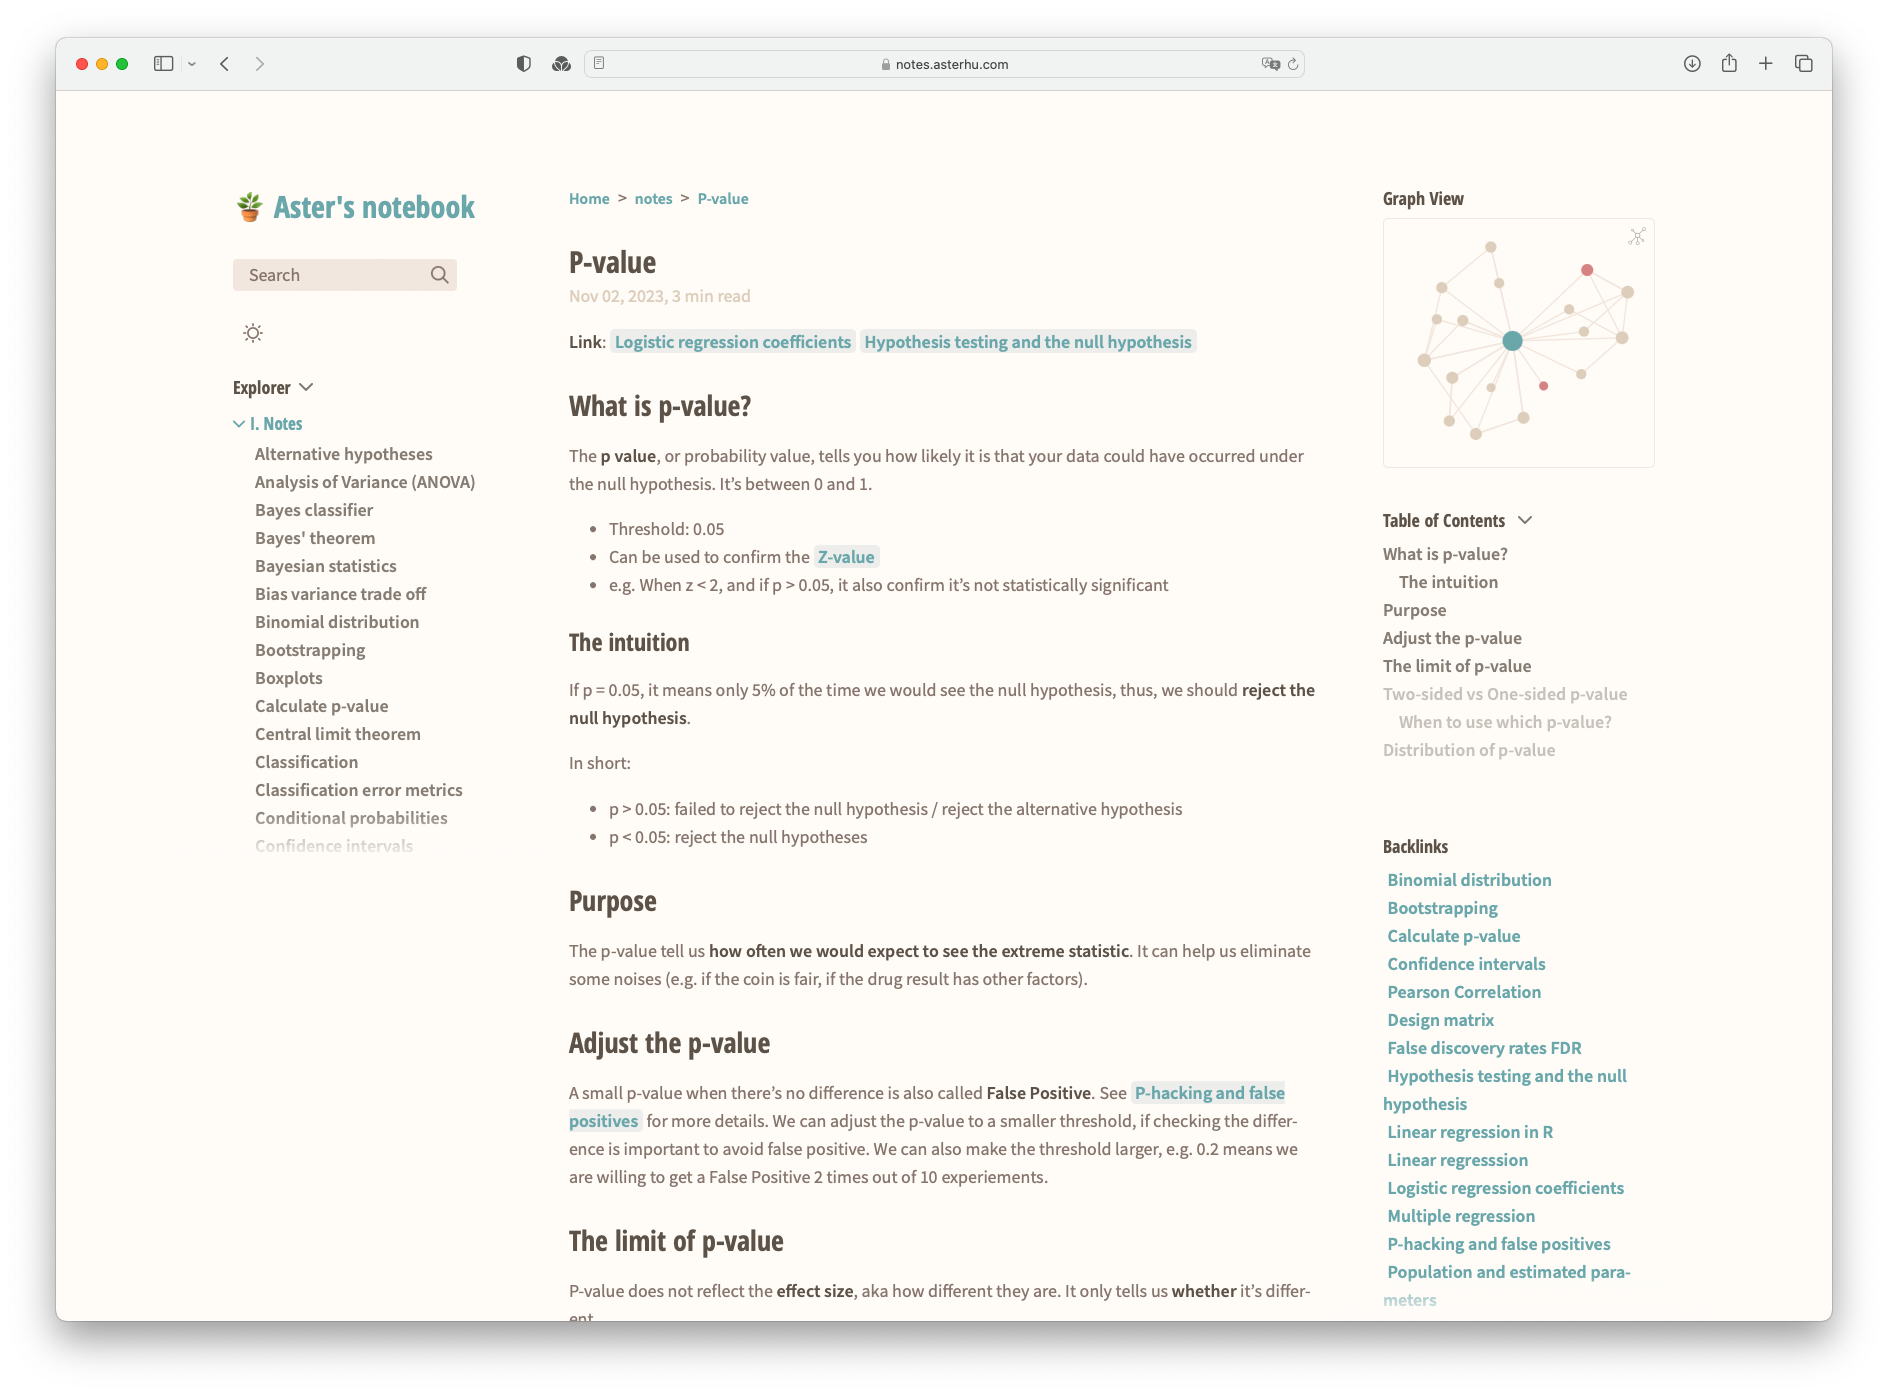 notes.asterhu.com
Aster's notebook
Search
Explorer
I. Notes
Alternative hypotheses
Analysis of Variance (ANOVA)
Bayes classifier
Bayes' theorem
Bayesian statistics
Bias variance trade off
Binomial distribution
Bootstrapping
Boxplots
Calculate p-value
Central limit theorem
Classification
Classification error metrics
Conditional probabilities
Confidence intervals
Home > notes > P-value
P-value
Nov 02, 2023, 3 min read
Link: Logistic regression coefficients Hypothesis testing and the null hypothesis
What is p-value?
The p value, or probability value, tells you how likely it is that your data could have occurred under
the null hypothesis. It’s between 0 and 1.
• Threshold: 0.05
• Can be used to confirm the Z-value
• e.g. When z < 2, and if p > 0.05, it also confirm it’s not statistically significant
The intuition
If p = 0.05, it means only 5% of the time we would see the null hypothesis, thus, we should reject the
null hypothesis.
In short:
• p > 0.05: failed to reject the null hypothesis / reject the alternative hypothesis
• p < 0.05: reject the null hypotheses
Purpose
The p-value tell us how often we would expect to see the extreme statistic. It can help us eliminate
some noises (e.g. if the coin is fair, if the drug result has other factors).
Adjust the p-value
A small p-value when there’s no difference is also called False Positive. See P-hacking and false
positives for more details. We can adjust the p-value to a smaller threshold, if checking the differ-
ence is important to avoid false positive. We can also make the threshold larger, e.g. 0.2 means we
are willing to get a False Positive 2 times out of 10 experiements.
The limit of p-value
P-value does not reflect the effect size, aka how different they are. It only tells us whether it’s differ-
ent
Graph View
Table of Contents
What is p-value?
The intuition
Purpose
Adjust the p-value
The limit of p-value
Two-sided vs One-sided p-value
When to use which p-value?
Distribution of p-value
Backlinks
Binomial distribution
Bootstrapping
Calculate p-value
Confidence intervals
Pearson Correlation
Design matrix
False discovery rates FDR
Hypothesis testing and the null
hypothesis
Linear regression in R
Linear regresssion
Logistic regression coefficients
Multiple regression
P-hacking and false positives
Population and estimated para-
meters